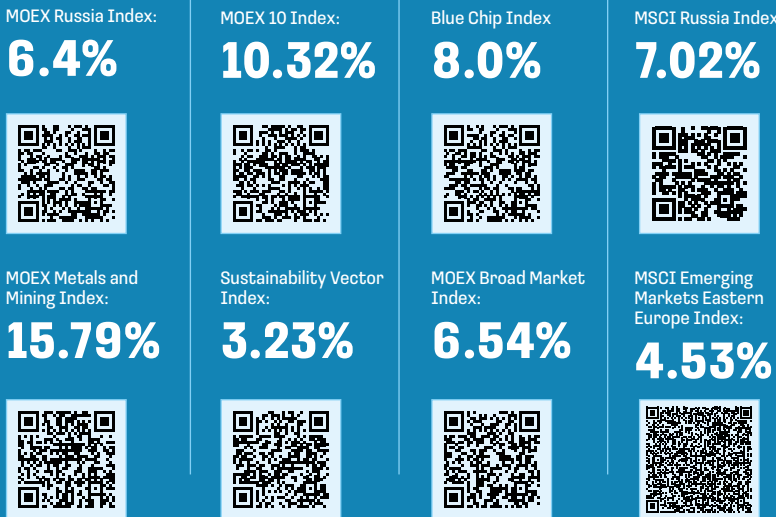 MOEX Russia Index:
6.4%
MOEX 10 Index:
10.32%
Blue Chip Index
8.0%
MSCI Russia Index
7.02%
MOEX Metals and
Mining Index:
15.79%
Sustainability Vector
Index:
3.23%
MOEX Broad Market
Index:
6.54%
MSCI Emerging
Markets Eastern
Europe Index:
4.53%